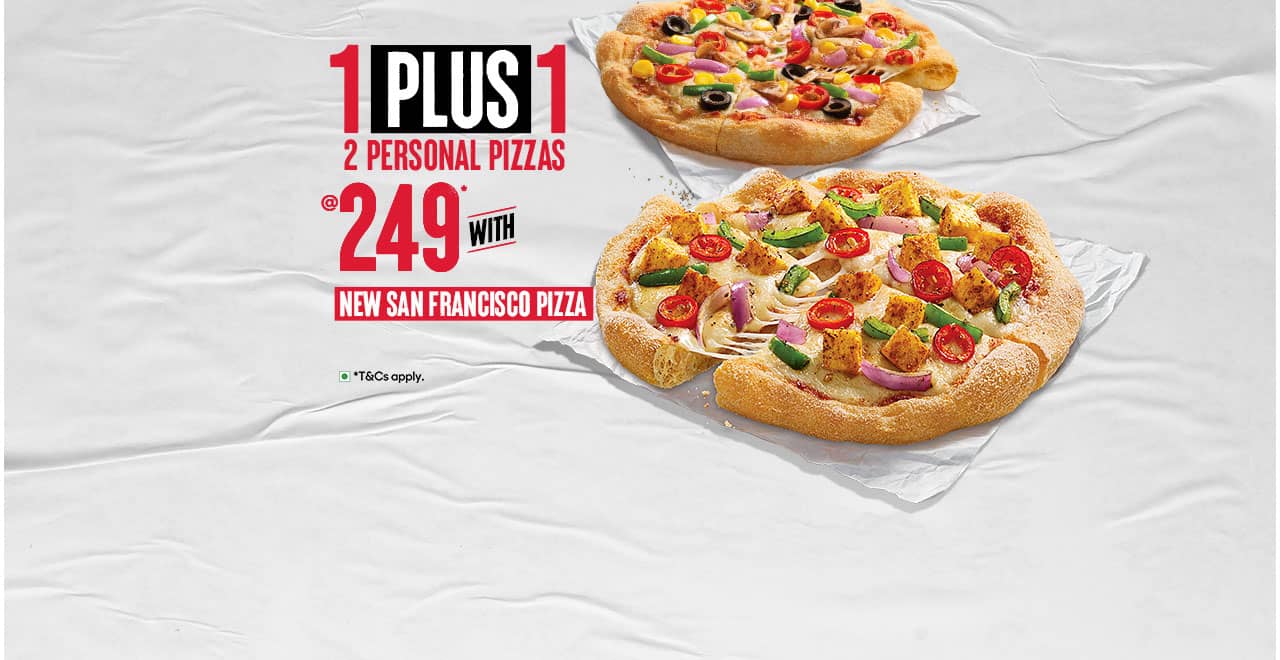 1 PLUS 1
2 PERSONAL PIZZAS
@249* WITH
NEW SAN FRANCISCO PIZZA
*T&Cs apply.